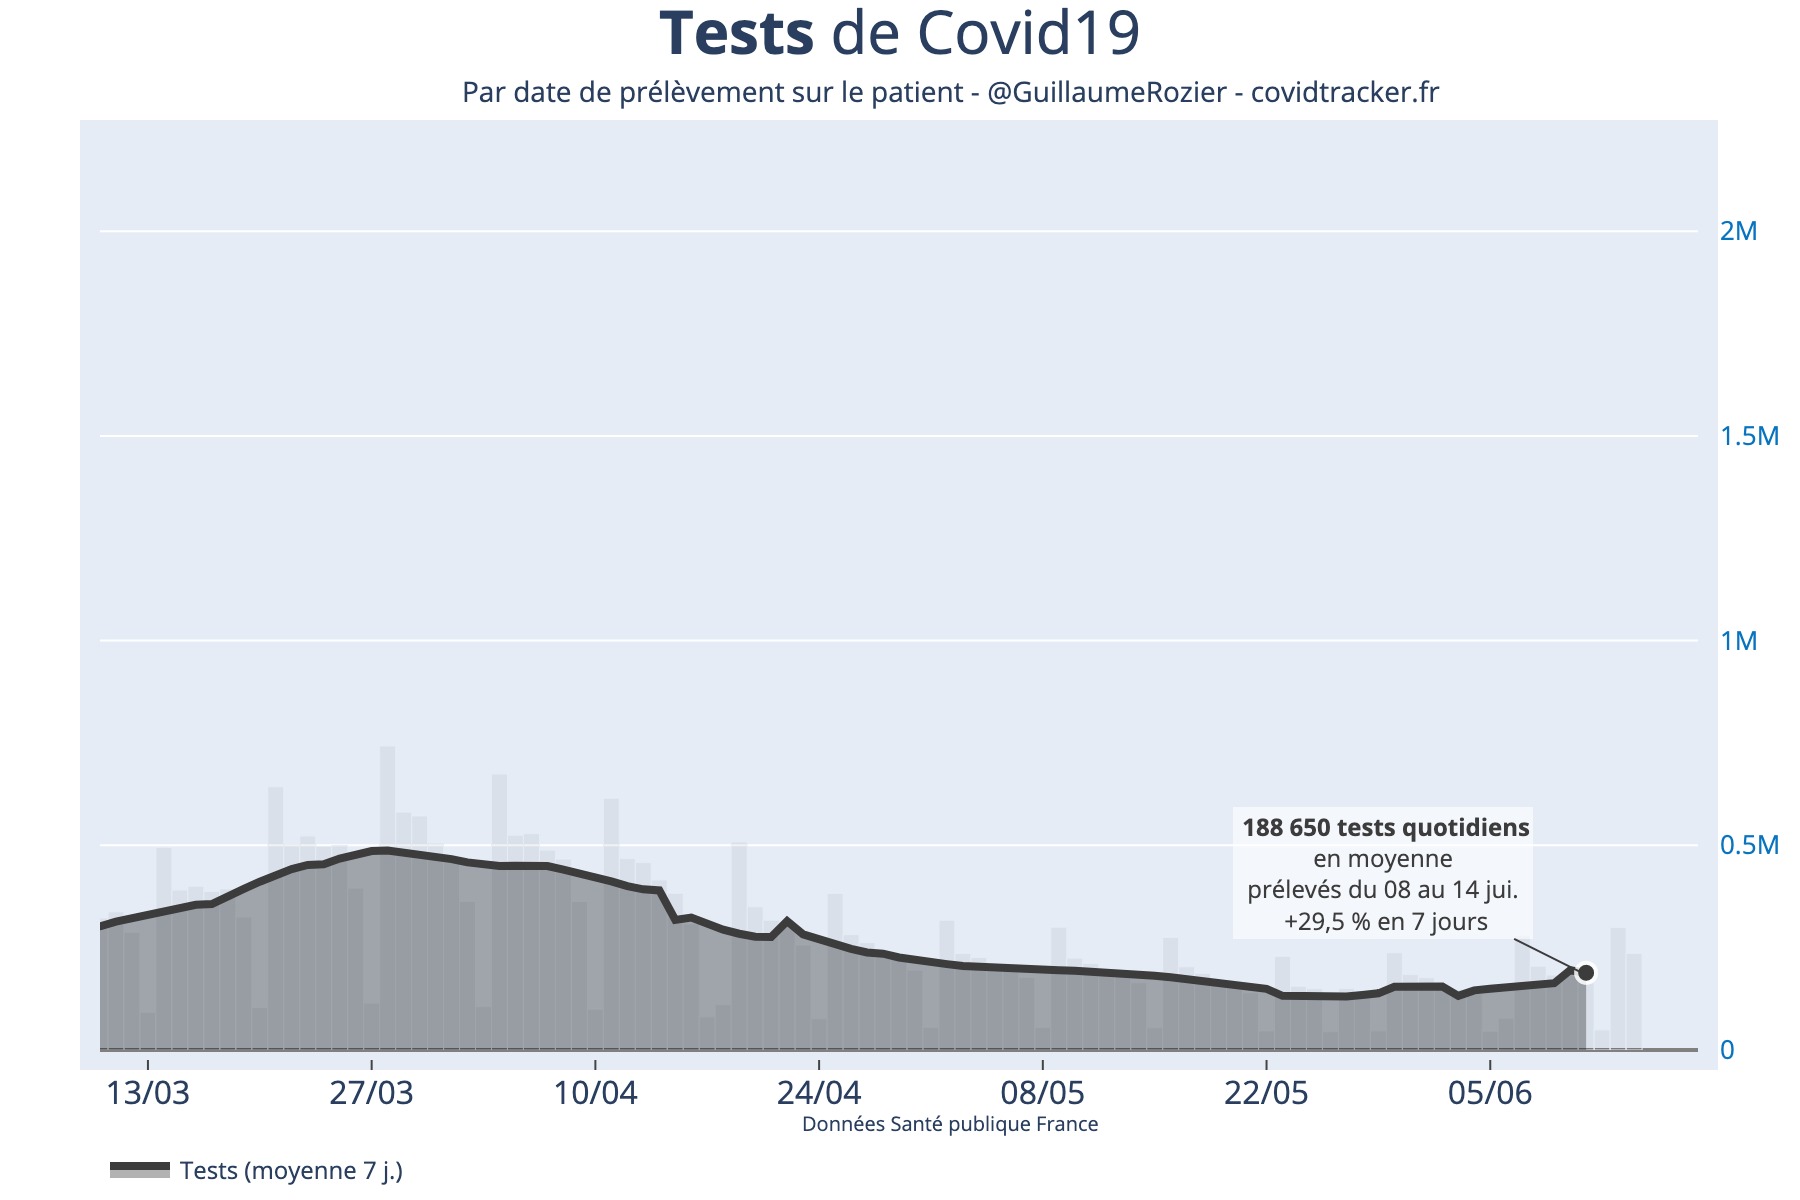 Tests de Covid19
Par date de prélèvement sur le patient - @GuillaumeRozier - covidtracker.fr
2M
1.5M
1M
0.5M
0
188 650 tests quotidiens
en moyenne
prélevés du 08 au 14 jui.
+29,5 % en 7 jours
13/03 27/03 10/04 24/04 08/05 22/05 05/06
Données Santé publique France
Tests (moyenne 7 j.)